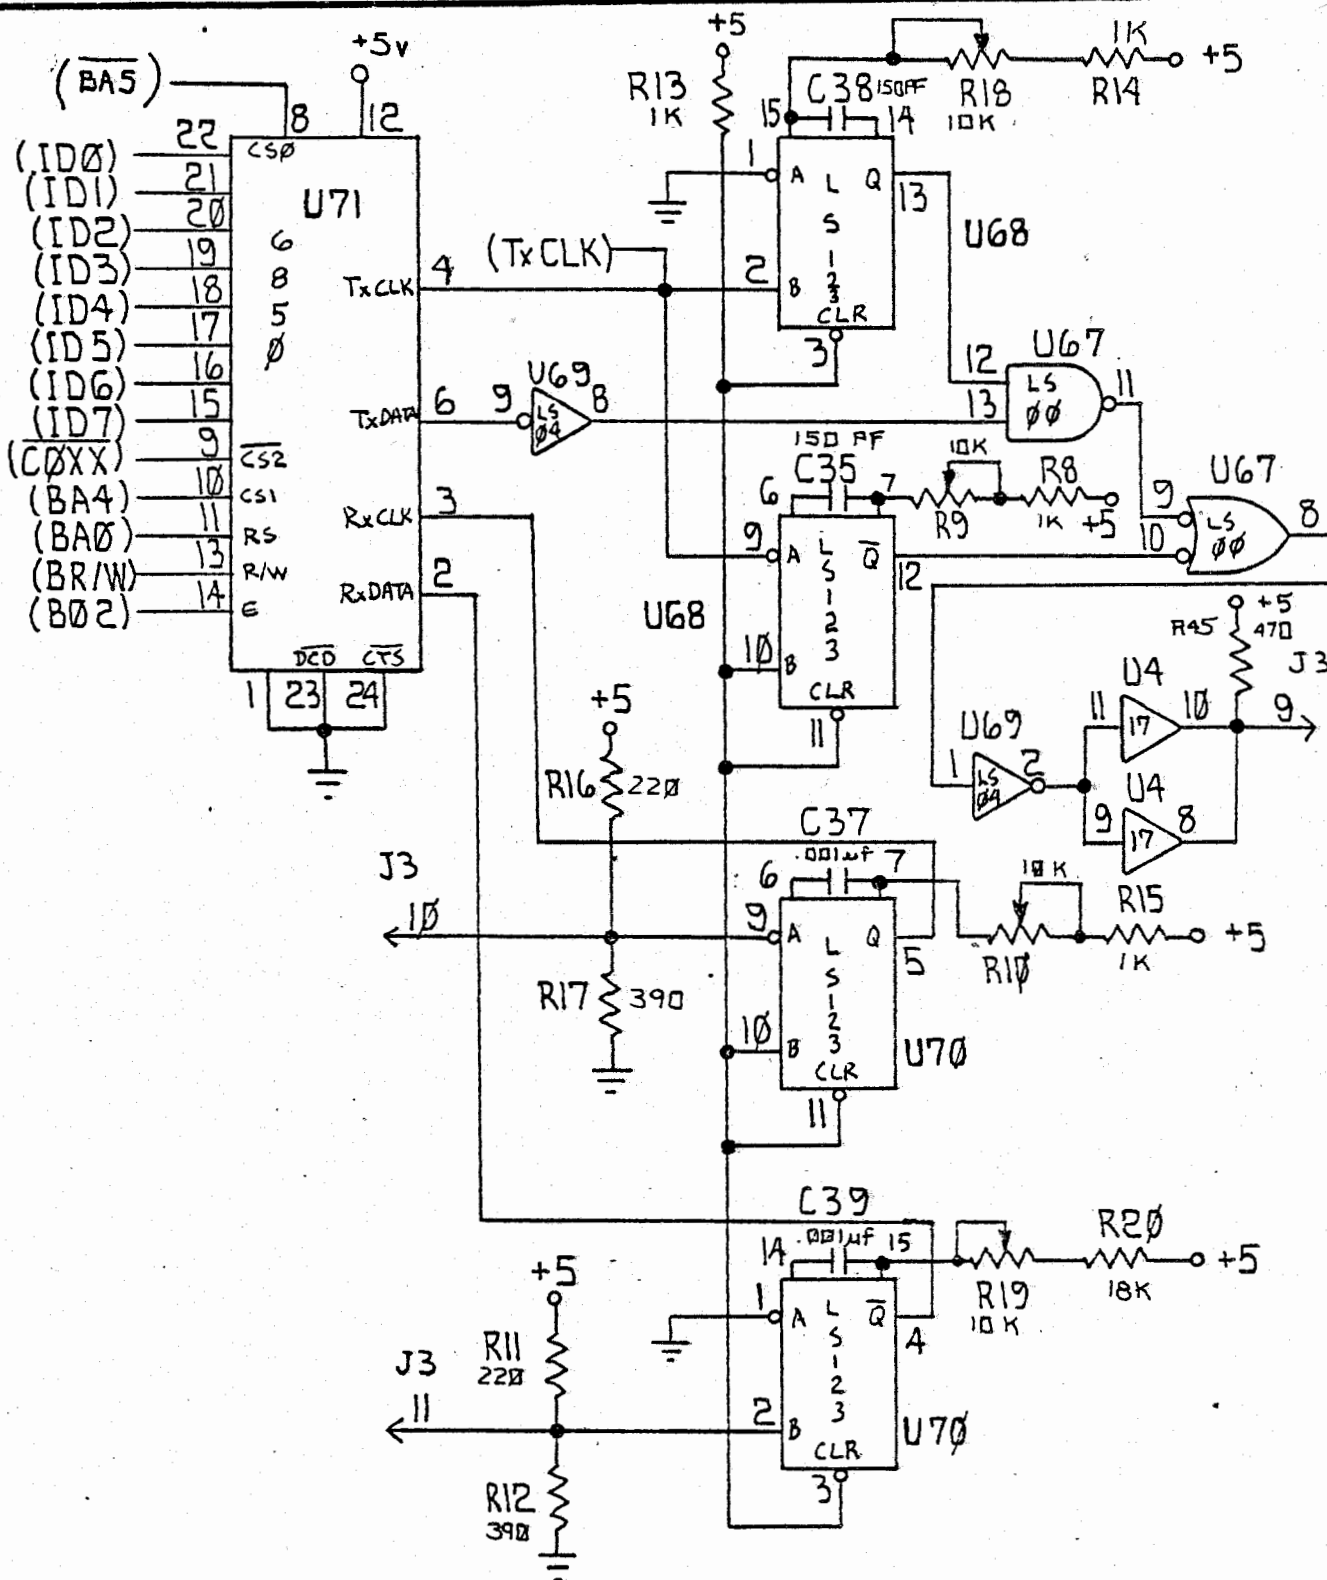 (BA5)
+5v
8
12
22
(ID0)
CS0
21
(ID1)
U71
20
(ID2)
6
19
(ID3)
8
18
(ID4)
5
17
(ID5)
0
16
(ID6)
15
(ID7)
9
(C0XX)
CS2
10
(BA4)
CS1
11
(BA0)
RS
13
(BR/W)
R/W
14
(B02)
E
TxCLK
4
TxDATA
6
RxCLK
3
RxDATA
2
DCD
CTS
1
23
24
(TxCLK)
+5
R13
1K
15
C38
150PF
14
R18
10K
1K
R14
+5
1
A
L
S
1
2
3
Q
13
U68
2
B
CLR
3
U69
9
LS
04
8
12
13
U67
LS
00
11
150 PF
C35
6
7
10K
R9
R8
1K
+5
9
A
L
S
1
2
3
Q
12
U68
10
B
CLR
11
9
10
U67
LS
00
8
R45
+5
470
J3
9
U69
1
LS
04
2
11
U4
17
10
9
U4
17
8
+5
R16
220
J3
10
R17
390
C37
.001uf
6
7
10K
R10
R15
1K
+5
9
A
L
S
1
2
3
Q
5
10
B
CLR
11
U70
C39
.001uf
14
15
R19
10K
R20
18K
+5
1
A
L
S
1
2
3
Q
4
2
B
CLR
3
U70
+5
R11
220
J3
11
R12
390